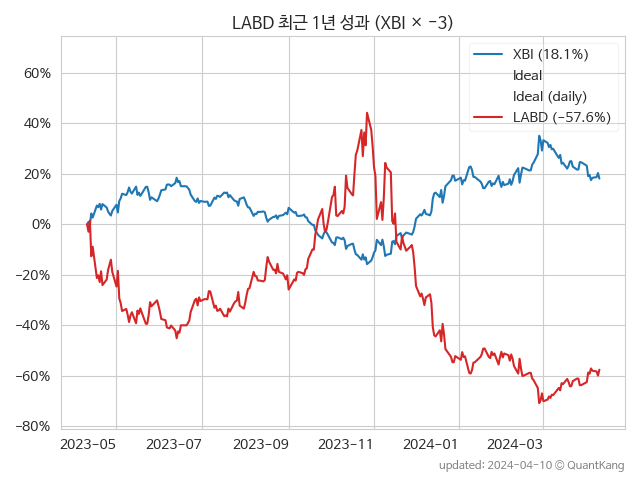 LABD 최근 1년 성과 (XBI × −3)
XBI (18.1%)
Ideal
Ideal (daily)
LABD (−57.6%)
60%
40%
20%
0%
−20%
−40%
−60%
−80%
2023-05 2023-07 2023-09 2023-11 2024-01 2024-03
updated: 2024-04-10 © QuantKang